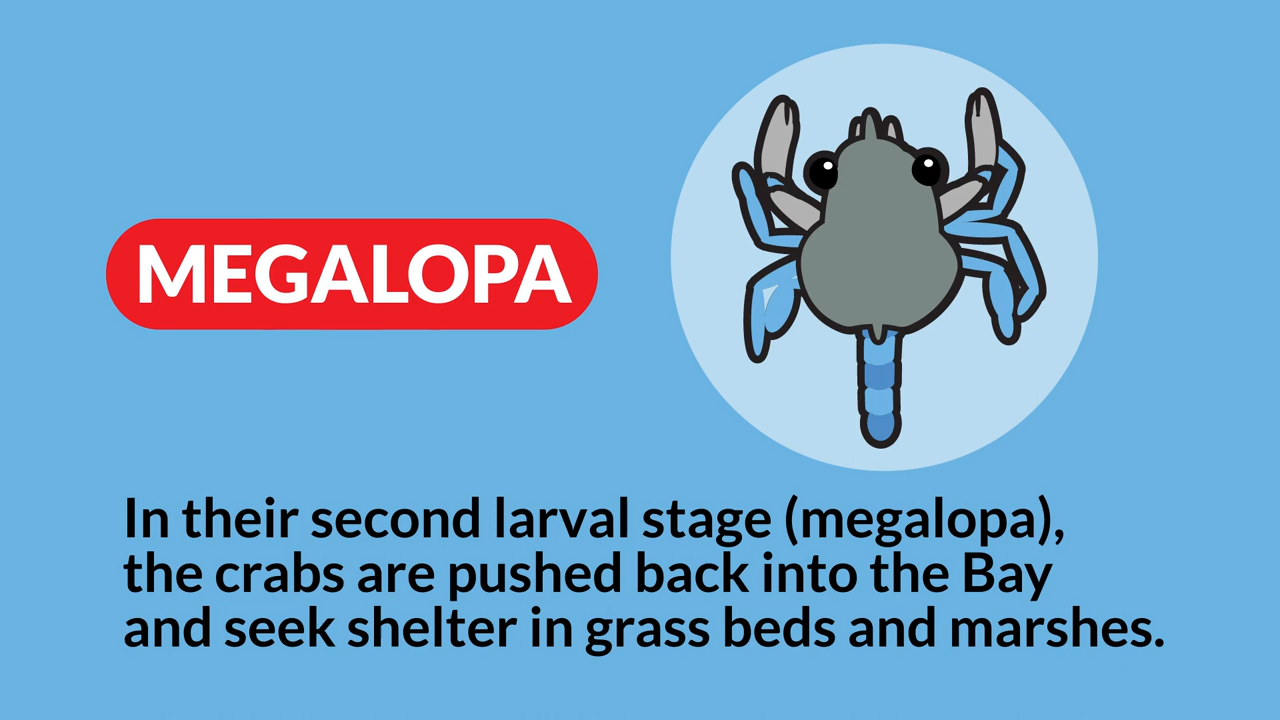 MEGALOPA
In their second larval stage (megalopa),
the crabs are pushed back into the Bay
and seek shelter in grass beds and marshes.